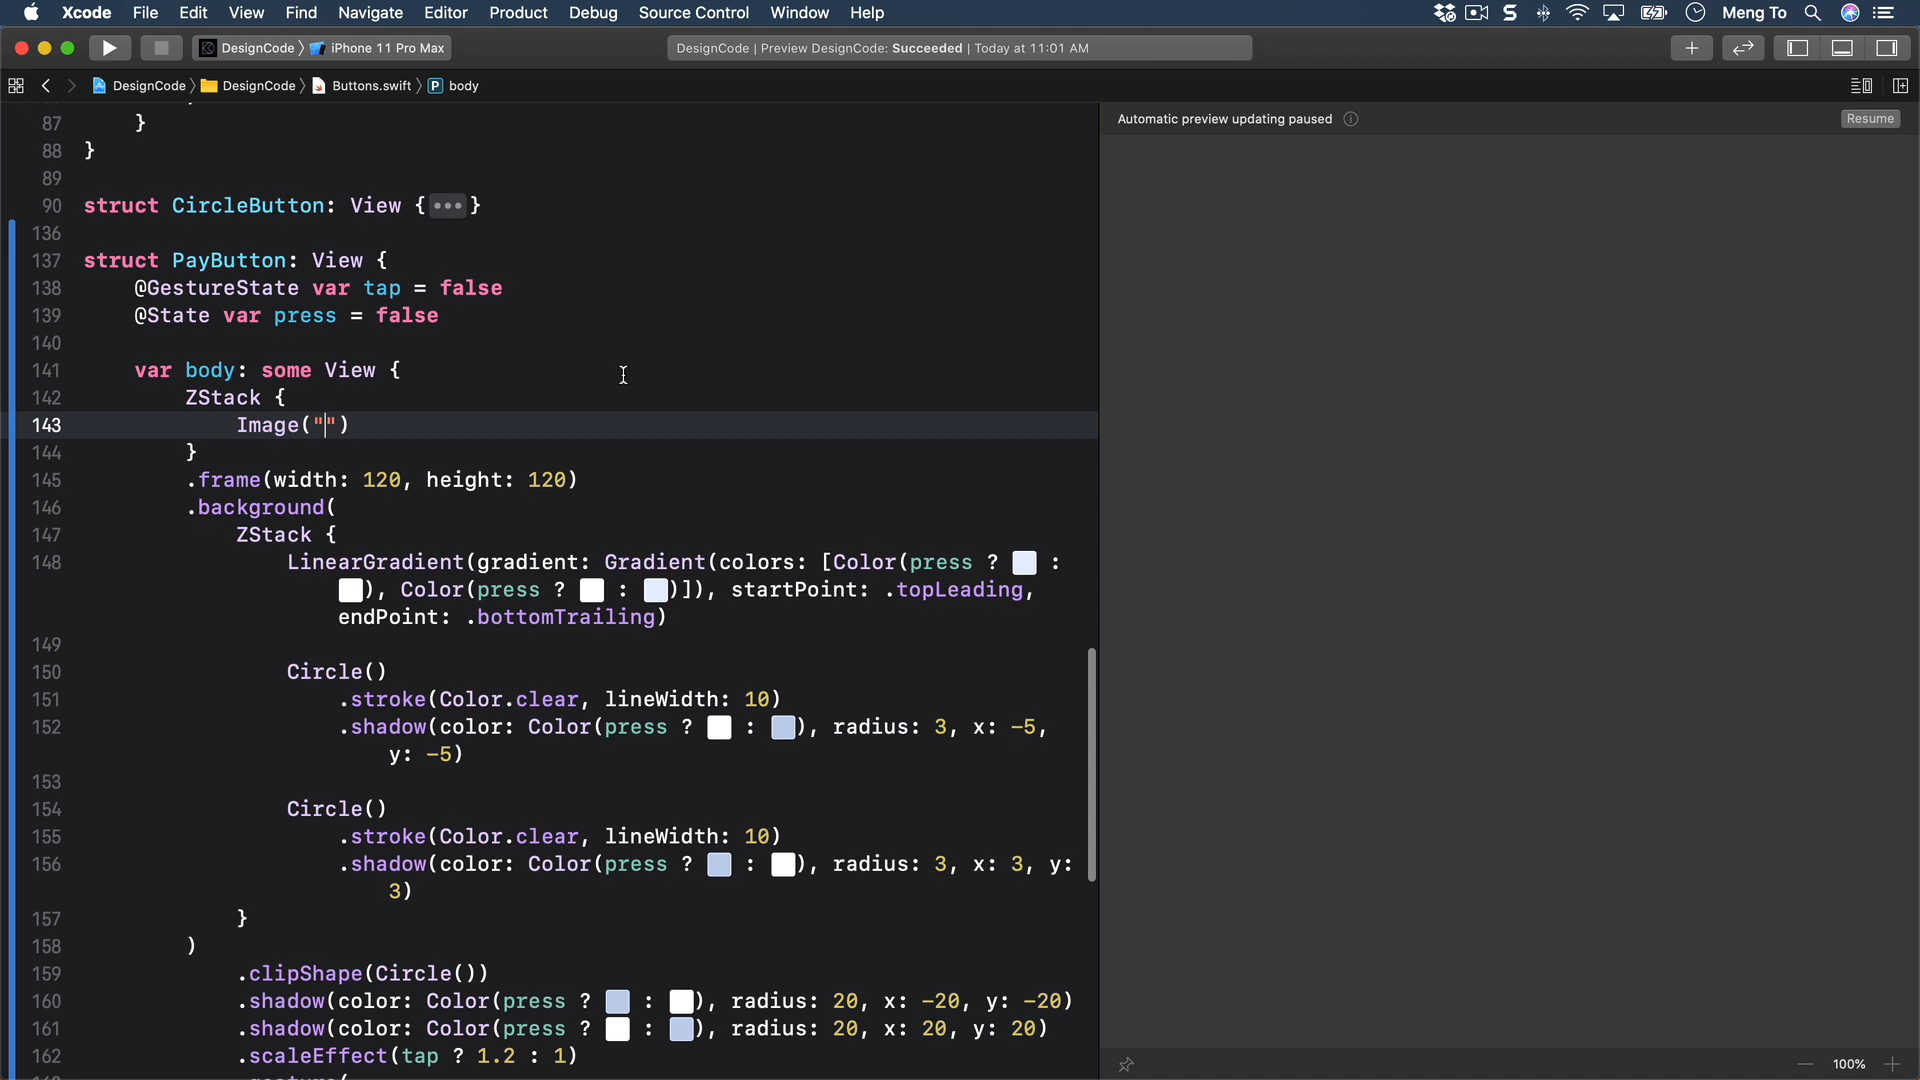 Xcode File Edit View Find Navigate Editor Product Debug Source Control Window Help S Meng To
DesignCode 〉 iPhone 11 Pro Max
DesignCode | Preview DesignCode: Succeeded | Today at 11:01 AM
DesignCode 〉 DesignCode 〉 Buttons.swift 〉 P body
Automatic preview updating paused Resume
87 }
88 }
89
90 struct CircleButton: View {•••}
136
137 struct PayButton: View {
138 @GestureState var tap = false
139 @State var press = false
140
141 var body: some View {
142 ZStack {
143 Image("")
144 }
145 .frame(width: 120, height: 120)
146 .background(
147 ZStack {
148 LinearGradient(gradient: Gradient(colors: [Color(press ? :
), Color(press ? : )]), startPoint: .topLeading,
endPoint: .bottomTrailing)
149
150 Circle()
151 .stroke(Color.clear, lineWidth: 10)
152 .shadow(color: Color(press ? : ), radius: 3, x: -5,
y: -5)
153
154 Circle()
155 .stroke(Color.clear, lineWidth: 10)
156 .shadow(color: Color(press ? : ), radius: 3, x: 3, y:
3)
157 }
158 )
159 .clipShape(Circle())
160 .shadow(color: Color(press ? : ), radius: 20, x: -20, y: -20)
161 .shadow(color: Color(press ? : ), radius: 20, x: 20, y: 20)
162 .scaleEffect(tap ? 1.2 : 1)
100%